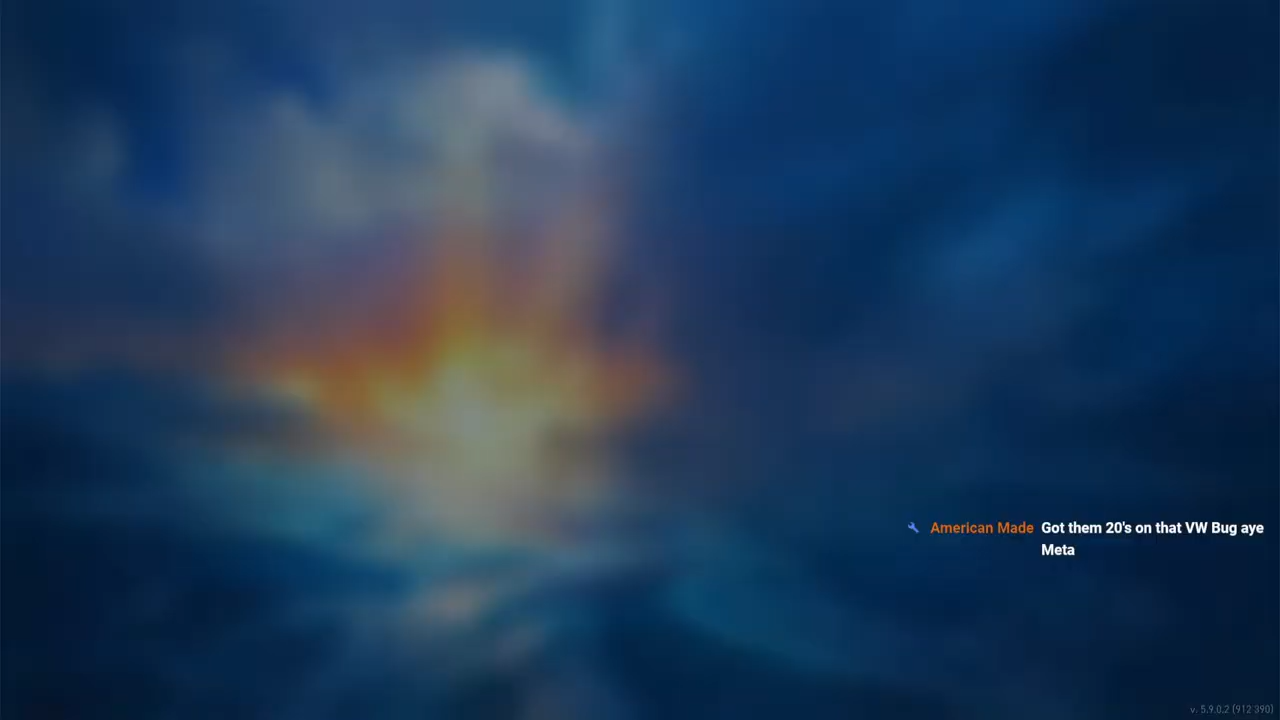 American Made Got them 20's on that VW Bug aye
Meta
v. 5.9.0.2 (912 390)